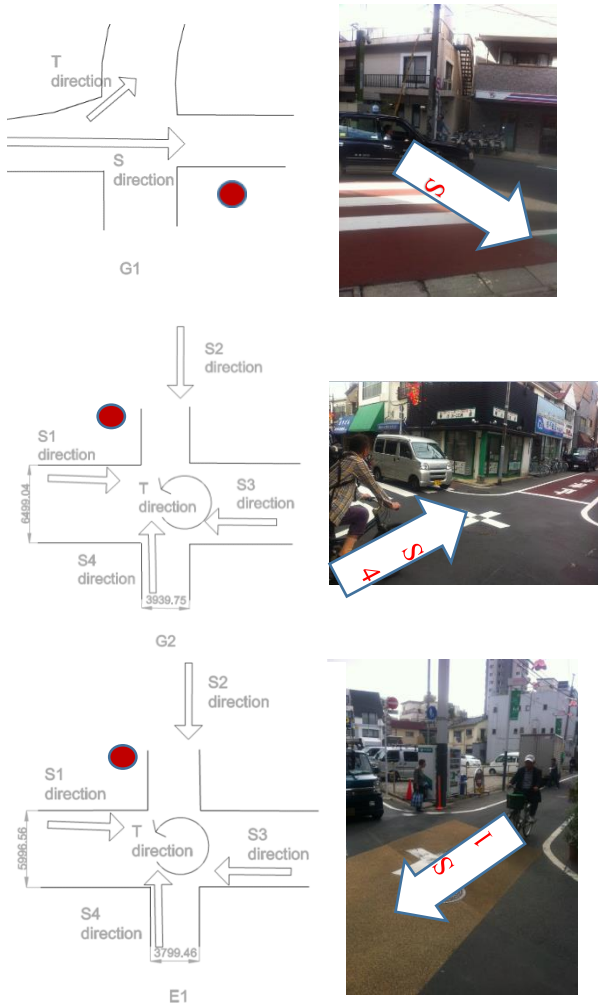 T
direction
S
direction
G1
S
S2
direction
S1
direction
T
direction
S3
direction
S4
direction
6499.04
3939.75
G2
S 4
S2
direction
S1
direction
T
direction
S3
direction
S4
direction
5996.56
3799.46
E1
S 1